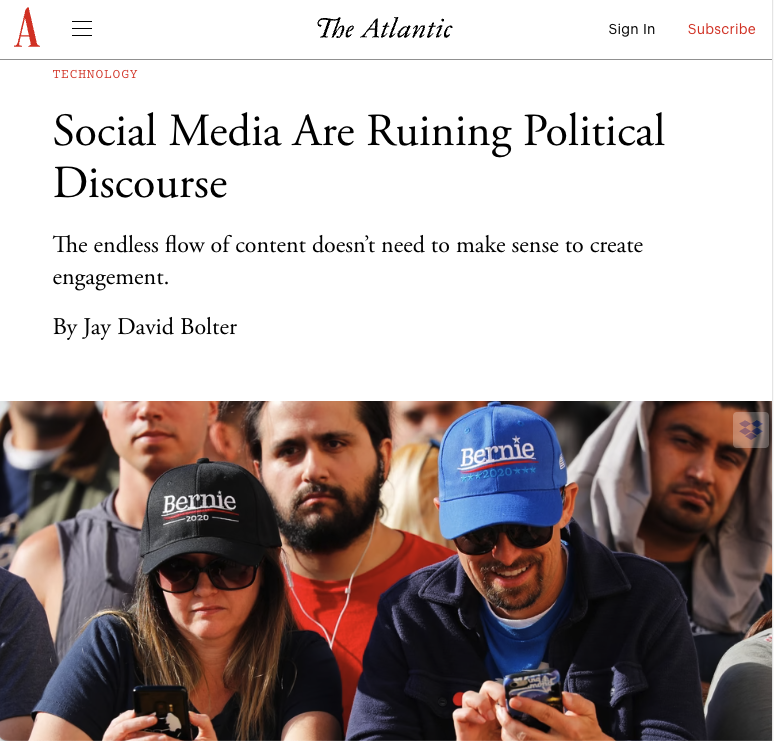 A
The Atlantic
Sign In
Subscribe
TECHNOLOGY
Social Media Are Ruining Political
Discourse
The endless flow of content doesn’t need to make sense to create
engagement.
By Jay David Bolter
Bernie
2020
Bernie
2020